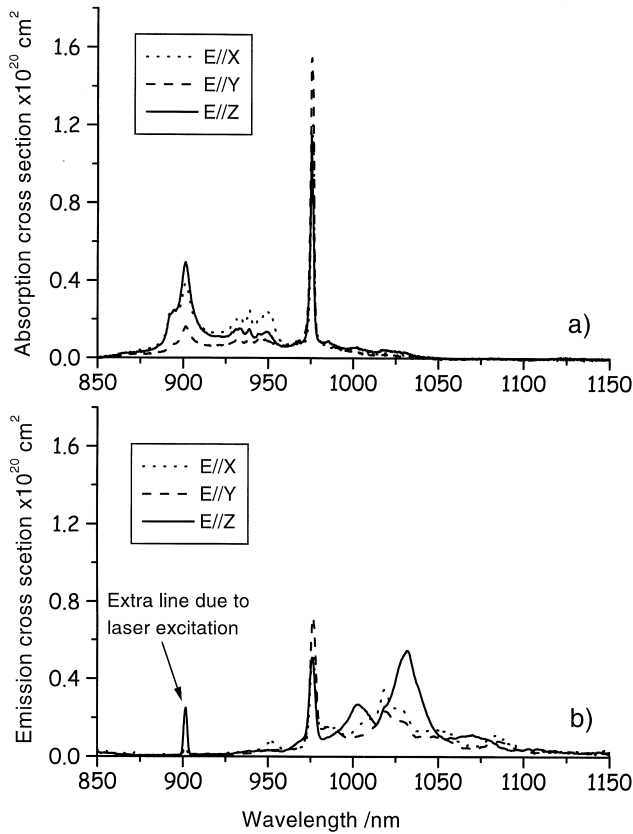 Absorption cross section x10²⁰ cm²
1.6
1.2
0.8
0.4
0.0
E//X
E//Y
E//Z
a)
850 900 950 1000 1050 1100 1150
Emission cross scetion x10²⁰ cm²
1.6
1.2
0.8
0.4
0.0
E//X
E//Y
E//Z
Extra line due to
laser excitation
b)
850 900 950 1000 1050 1100 1150
Wavelength /nm